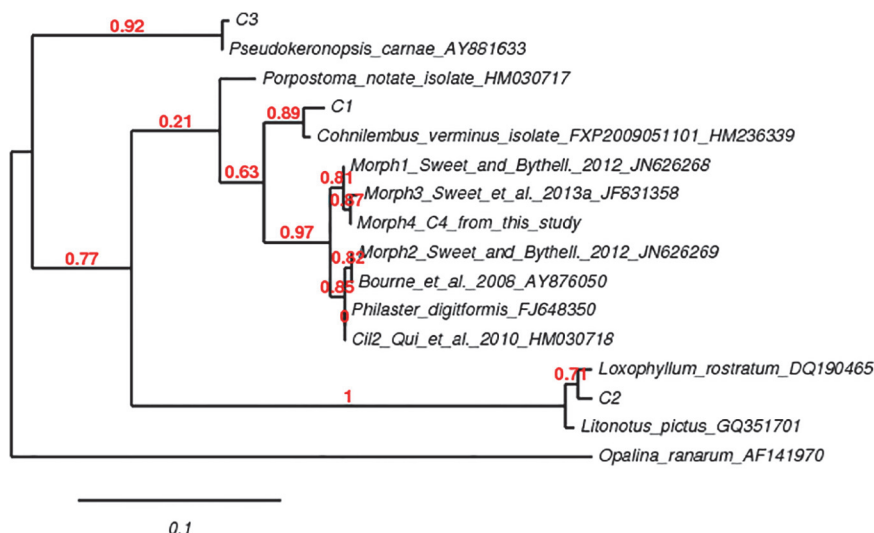 C3
0.92
Pseudokeronopsis_carnae_AY881633
Porpostoma_notate_isolate_HM030717
C1
0.89
0.21
Cohnilembus_verminus_isolate_FXP2009051101_HM236339
Morph1_Sweet_and_Bythell._2012_JN626268
0.63
0.81
Morph3_Sweet_et_al._2013a_JF831358
0.87
Morph4_C4_from_this_study
0.97
Morph2_Sweet_and_Bythell._2012_JN626269
0.82
0.77
Bourne_et_al._2008_AY876050
0.85
Philaster_digitformis_FJ648350
0
Cil2_Qui_et_al._2010_HM030718
Loxophyllum_rostratum_DQ190465
0.71
1
C2
Litonotus_pictus_GQ351701
Opalina_ranarum_AF141970
0.1